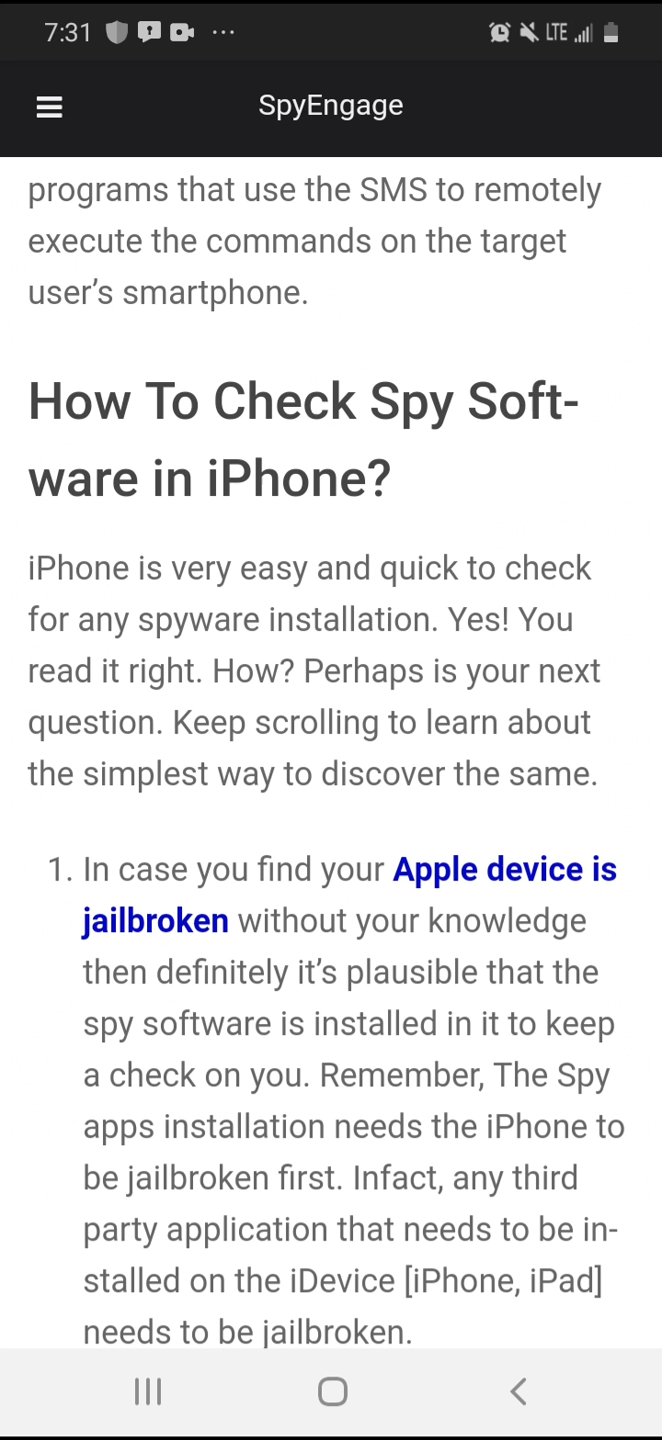 7:31
LTE
SpyEngage
programs that use the SMS to remotely
execute the commands on the target
user’s smartphone.
How To Check Spy Soft-
ware in iPhone?
iPhone is very easy and quick to check
for any spyware installation. Yes! You
read it right. How? Perhaps is your next
question. Keep scrolling to learn about
the simplest way to discover the same.
1. In case you find your Apple device is
jailbroken without your knowledge
then definitely it’s plausible that the
spy software is installed in it to keep
a check on you. Remember, The Spy
apps installation needs the iPhone to
be jailbroken first. Infact, any third
party application that needs to be in-
stalled on the iDevice [iPhone, iPad]
needs to be jailbroken.